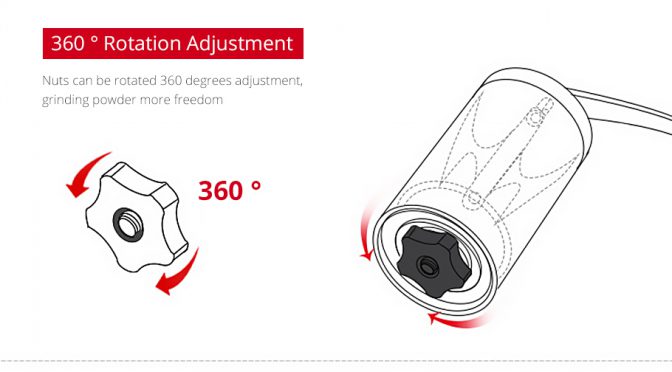 360 ° Rotation Adjustment
Nuts can be rotated 360 degrees adjustment,
grinding powder more freedom
360 °